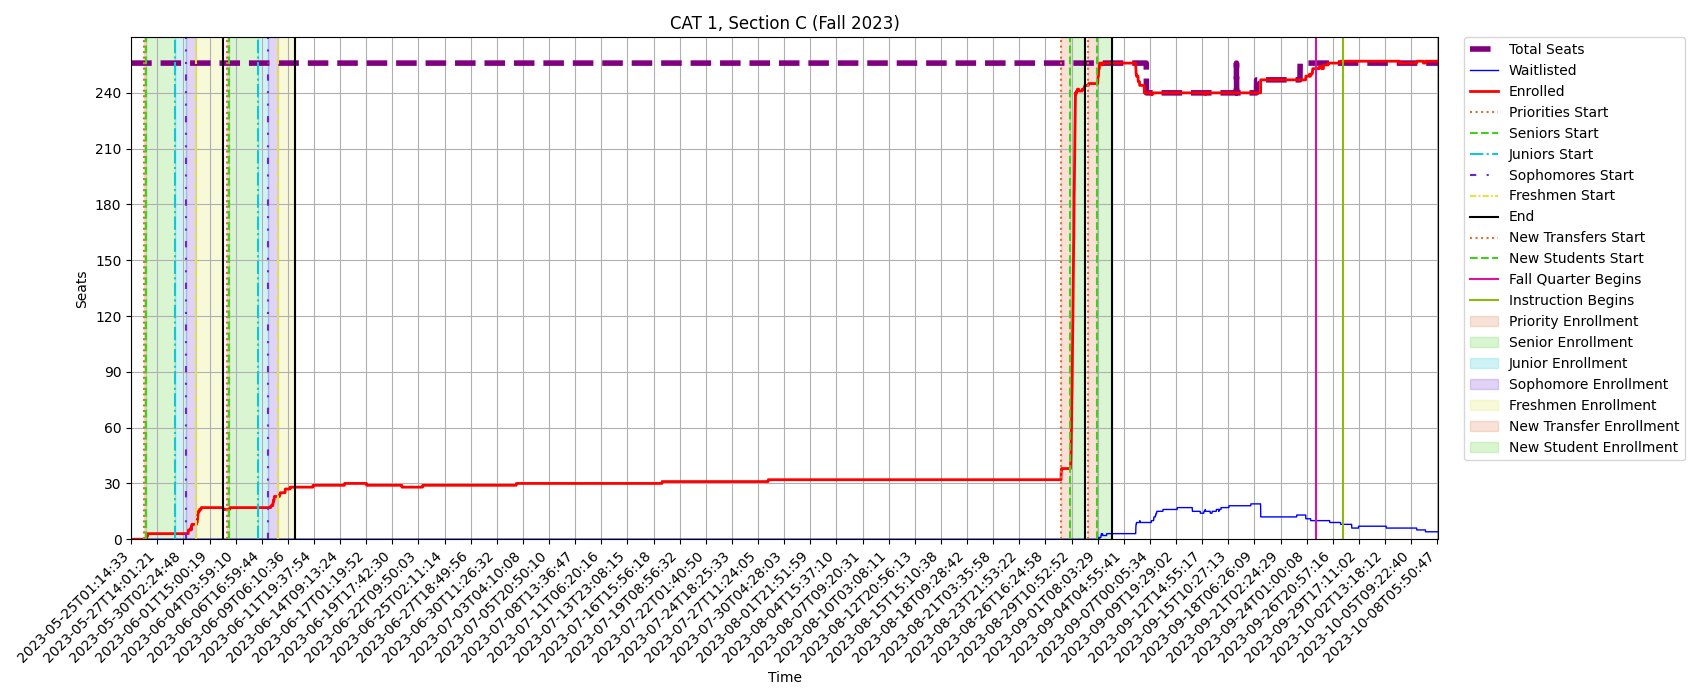 CAT 1, Section C (Fall 2023)
Total Seats
Waitlisted
Enrolled
Priorities Start
Seniors Start
Juniors Start
Sophomores Start
Freshmen Start
End
New Transfers Start
New Students Start
Fall Quarter Begins
Instruction Begins
Priority Enrollment
Senior Enrollment
Junior Enrollment
Sophomore Enrollment
Freshmen Enrollment
New Transfer Enrollment
New Student Enrollment
Seats
240
210
180
150
120
90
60
30
0
2023-05-25T01:14:33
2023-05-27T14:01:21
2023-05-30T02:24:48
2023-06-01T15:00:19
2023-06-04T03:59:10
2023-06-06T16:59:44
2023-06-09T06:10:36
2023-06-11T19:37:54
2023-06-14T09:13:24
2023-06-17T01:19:52
2023-06-19T17:42:30
2023-06-22T09:50:03
2023-06-25T02:11:14
2023-06-27T18:49:56
2023-06-30T11:26:32
2023-07-03T04:10:08
2023-07-05T20:50:10
2023-07-08T13:36:47
2023-07-11T06:20:16
2023-07-13T23:08:15
2023-07-16T15:56:18
2023-07-19T08:56:32
2023-07-22T01:40:50
2023-07-24T18:25:33
2023-07-27T11:24:05
2023-07-30T04:28:03
2023-08-01T21:51:59
2023-08-04T15:37:10
2023-08-07T09:20:31
2023-08-10T03:08:11
2023-08-12T20:56:13
2023-08-15T15:10:38
2023-08-18T09:28:42
2023-08-21T03:35:58
2023-08-23T21:53:22
2023-08-26T16:24:58
2023-08-29T10:52:52
2023-09-01T08:03:29
2023-09-04T04:55:41
2023-09-07T00:05:34
2023-09-09T19:29:02
2023-09-12T14:55:17
2023-09-15T10:27:13
2023-09-18T06:26:09
2023-09-21T02:24:29
2023-09-24T01:00:08
2023-09-26T20:57:16
2023-09-29T17:11:02
2023-10-02T13:18:12
2023-10-05T09:22:40
2023-10-08T05:50:47
Time